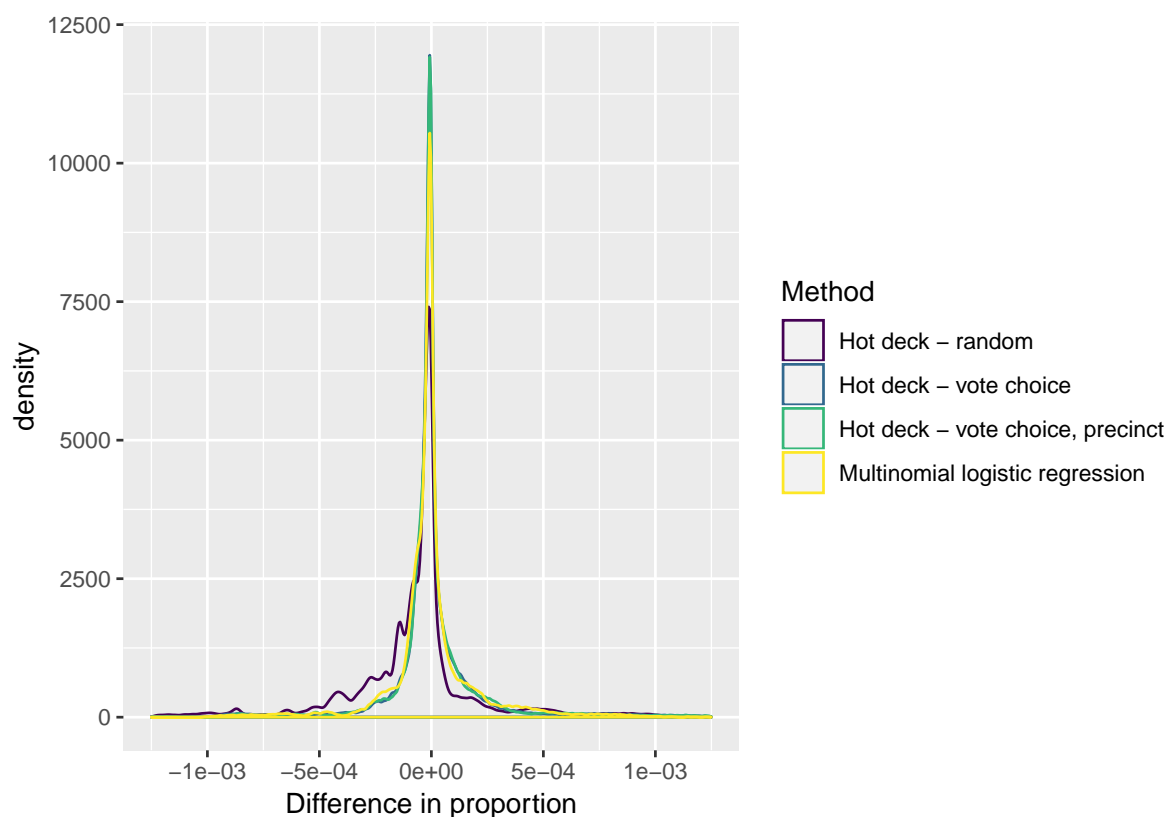 12500
10000
7500
5000
2500
0
density
−1e−03
−5e−04
0e+00
5e−04
1e−03
Difference in proportion
Method
Hot deck − random
Hot deck − vote choice
Hot deck − vote choice, precinct
Multinomial logistic regression